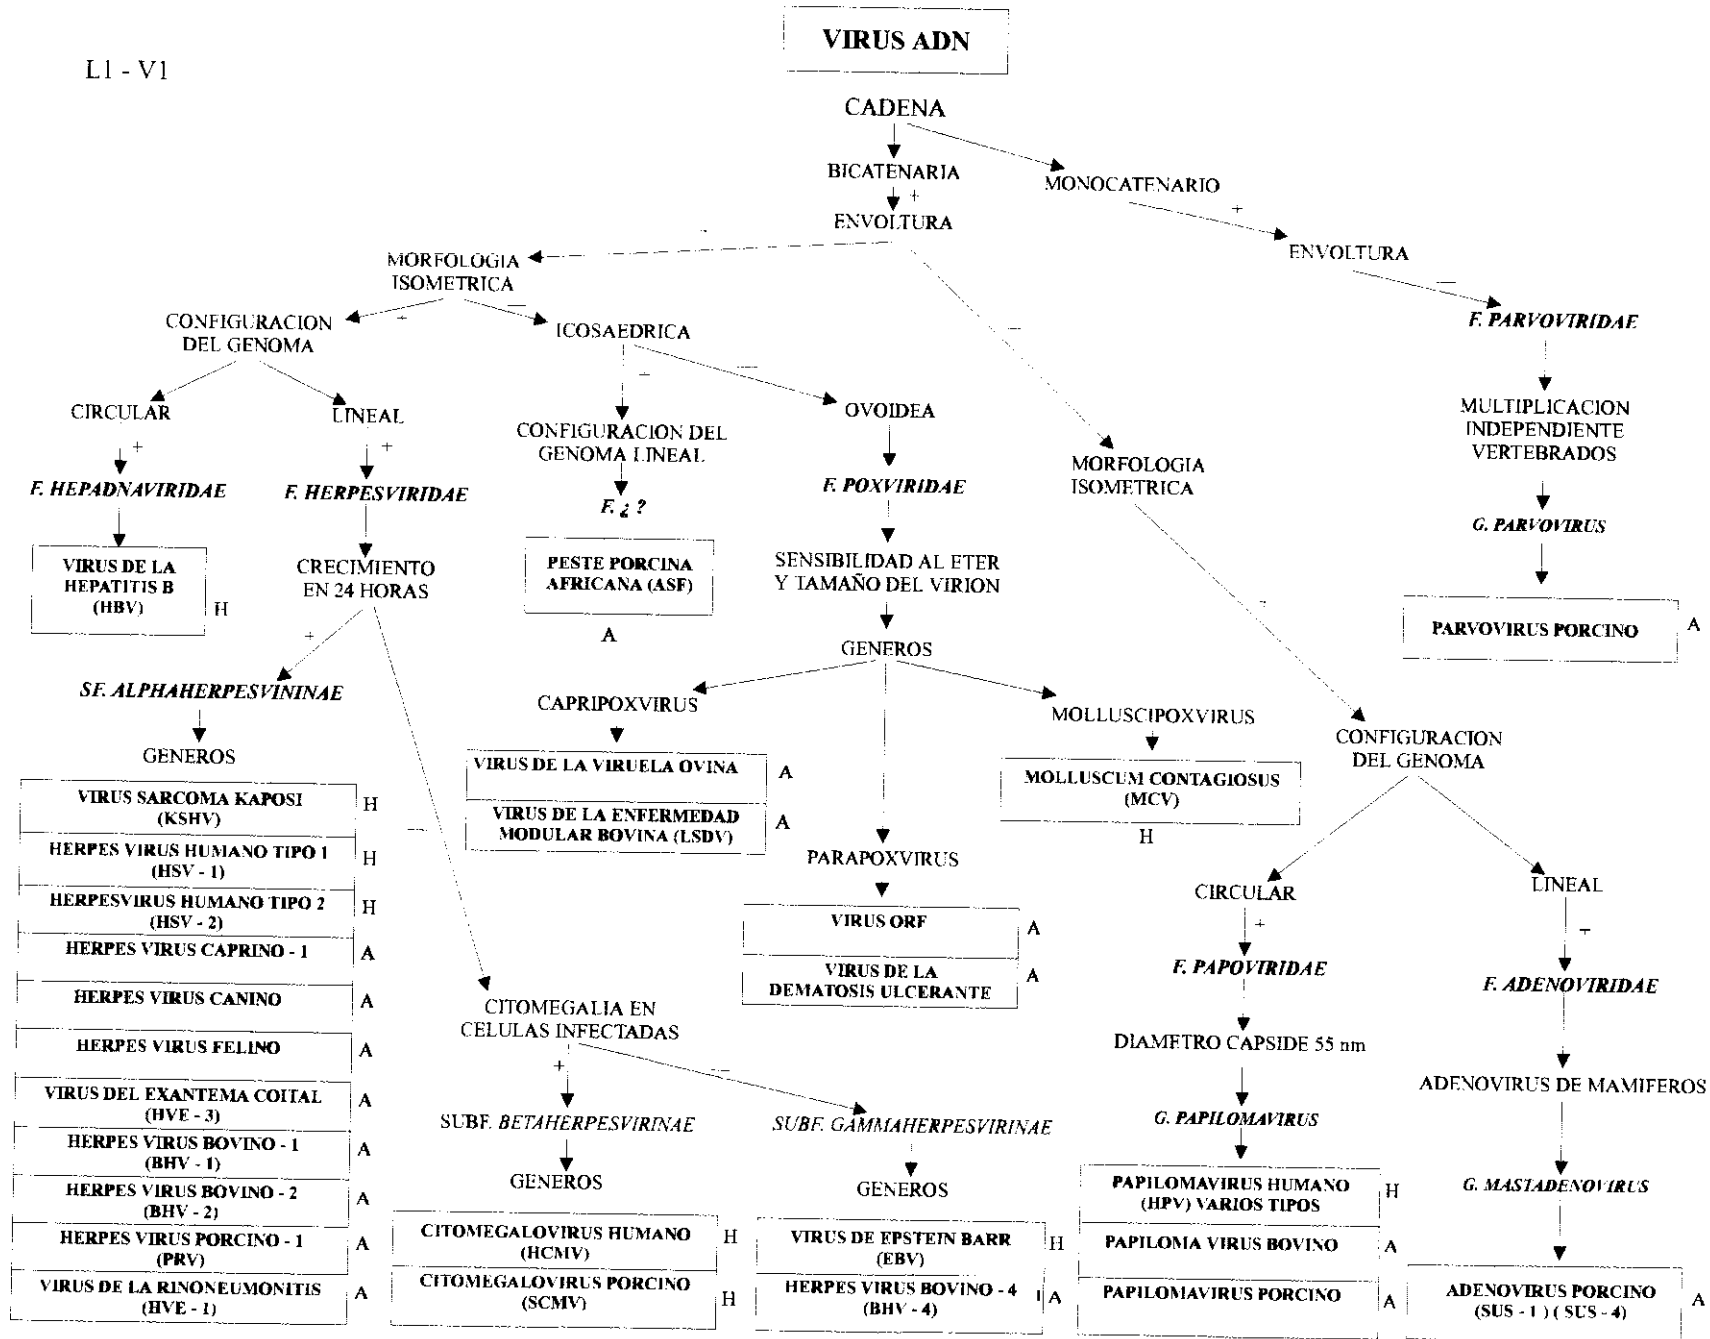 VIRUS ADN
L1 - V1
CADENA
BICATENARIA
MONOCATENARIO
+
+
ENVOLTURA
ENVOLTURA
MORFOLOGIA
ISOMETRICA
—
—
F. PARVOVIRIDAE
CONFIGURACION
DEL GENOMA
+
—
ICOSAEDRICA
—
+
—
CIRCULAR
LINEAL
OVOIDEA
MULTIPLICACION
INDEPENDIENTE
VERTEBRADOS
+
+
CONFIGURACION DEL
GENOMA LINEAL
MORFOLOGIA
ISOMETRICA
F. HEPADNAVIRIDAE
F. HERPESVIRIDAE
F. ¿ ?
F. POXVIRIDAE
G. PARVOVIRUS
VIRUS DE LA
HEPATITIS B
(HBV)
H
CRECIMIENTO
EN 24 HORAS
PESTE PORCINA
AFRICANA (ASF)
A
SENSIBILIDAD AL ETER
Y TAMAÑO DEL VIRION
PARVOVIRUS PORCINO
A
+
GENEROS
SF. ALPHAHERPESVININAE
CAPRIPOXVIRUS
MOLLUSCIPOXVIRUS
CONFIGURACION
DEL GENOMA
GENEROS
VIRUS DE LA VIRUELA OVINA
A
MOLLUSCUM CONTAGIOSUS
(MCV)
H
VIRUS SARCOMA KAPOSI
(KSHV)
H
VIRUS DE LA ENFERMEDAD
MODULAR BOVINA (LSDV)
A
—
HERPES VIRUS HUMANO TIPO 1
(HSV - 1)
H
PARAPOXVIRUS
CIRCULAR
LINEAL
HERPESVIRUS HUMANO TIPO 2
(HSV - 2)
H
VIRUS ORF
A
+
+
HERPES VIRUS CAPRINO - 1
A
VIRUS DE LA
DEMATOSIS ULCERANTE
A
F. PAPOVIRIDAE
F. ADENOVIRIDAE
HERPES VIRUS CANINO
A
CITOMEGALIA EN
CELULAS INFECTADAS
DIAMETRO CAPSIDE 55 nm
HERPES VIRUS FELINO
A
+
—
ADENOVIRUS DE MAMIFEROS
VIRUS DEL EXANTEMA COITAL
(HVE - 3)
A
SUBF. BETAHERPESVIRINAE
SUBF. GAMMAHERPESVIRINAE
G. PAPILOMAVIRUS
HERPES VIRUS BOVINO - 1
(BHV - 1)
A
GENEROS
GENEROS
PAPILOMAVIRUS HUMANO
(HPV) VARIOS TIPOS
H
G. MASTADENOVIRUS
HERPES VIRUS BOVINO - 2
(BHV - 2)
A
HERPES VIRUS PORCINO - 1
(PRV)
A
CITOMEGALOVIRUS HUMANO
(HCMV)
H
VIRUS DE EPSTEIN BARR
(EBV)
H
PAPILOMA VIRUS BOVINO
A
VIRUS DE LA RINONEUMONITIS
(HVE - 1)
A
CITOMEGALOVIRUS PORCINO
(SCMV)
H
HERPES VIRUS BOVINO - 4
(BHV - 4)
A
PAPILOMAVIRUS PORCINO
A
ADENOVIRUS PORCINO
(SUS - 1 ) ( SUS - 4)
A